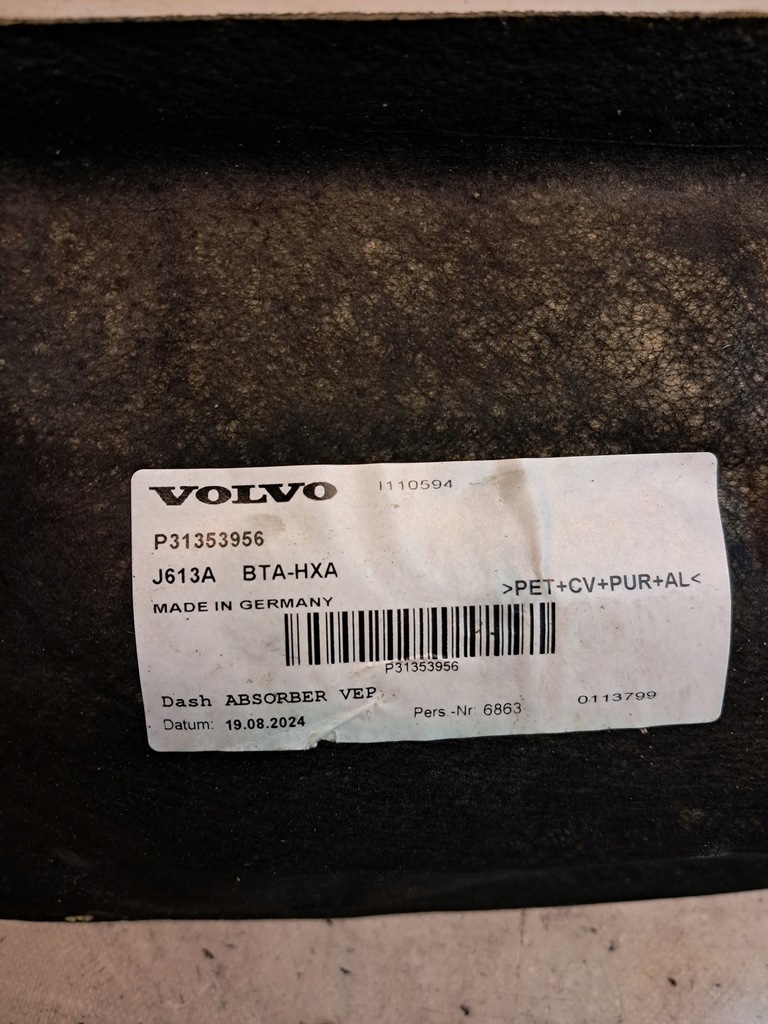 VOLVO I110594
P31353956
J613A BTA-HXA
>PET+CV+PUR+AL<
MADE IN GERMANY
P31353956
Dash ABSORBER VEP
Datum: 19.08.2024 Pers.-Nr: 6863 0113799